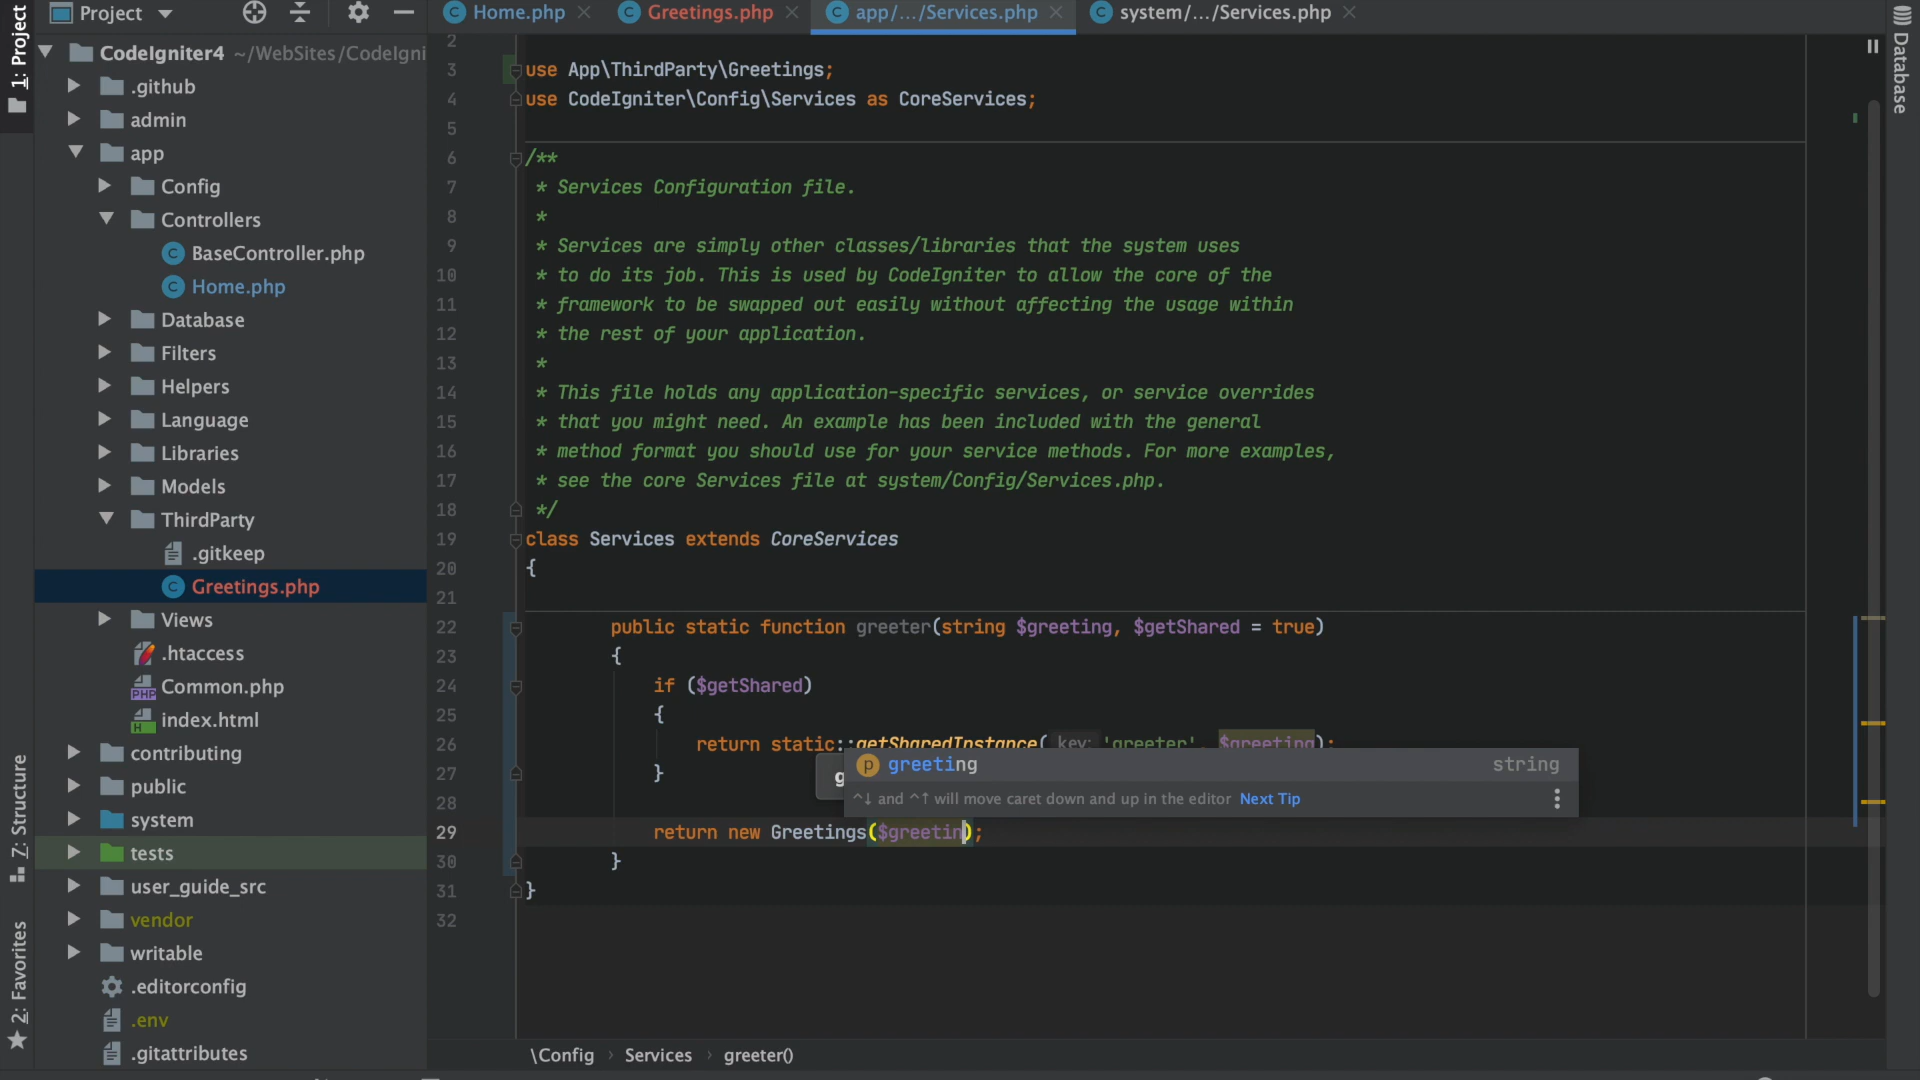 Project
Home.php
Greetings.php
app/.../Services.php
system/.../Services.php
1: Project
Database
CodeIgniter4 ~/WebSites/CodeIgni
.github
admin
app
Config
Controllers
BaseController.php
Home.php
Database
Filters
Helpers
Language
Libraries
Models
ThirdParty
.gitkeep
Greetings.php
Views
.htaccess
Common.php
index.html
contributing
public
system
tests
user_guide_src
vendor
writable
.editorconfig
.env
.gitattributes
Z: Structure
2: Favorites
2
3 use App\ThirdParty\Greetings;
4 use CodeIgniter\Config\Services as CoreServices;
5
6 /**
7 * Services Configuration file.
8 *
9 * Services are simply other classes/libraries that the system uses
10 * to do its job. This is used by CodeIgniter to allow the core of the
11 * framework to be swapped out easily without affecting the usage within
12 * the rest of your application.
13 *
14 * This file holds any application-specific services, or service overrides
15 * that you might need. An example has been included with the general
16 * method format you should use for your service methods. For more examples,
17 * see the core Services file at system/Config/Services.php.
18 */
19 class Services extends CoreServices
20 {
21
22 public static function greeter(string $greeting, $getShared = true)
23 {
24 if ($getShared)
25 {
26 return static::getSharedInstance( key: 'greeter', $greeting);
27 }
28
29 return new Greetings($greetin);
30 }
31 }
32
greeting string
^↓ and ^↑ will move caret down and up in the editor Next Tip
\Config › Services › greeter()